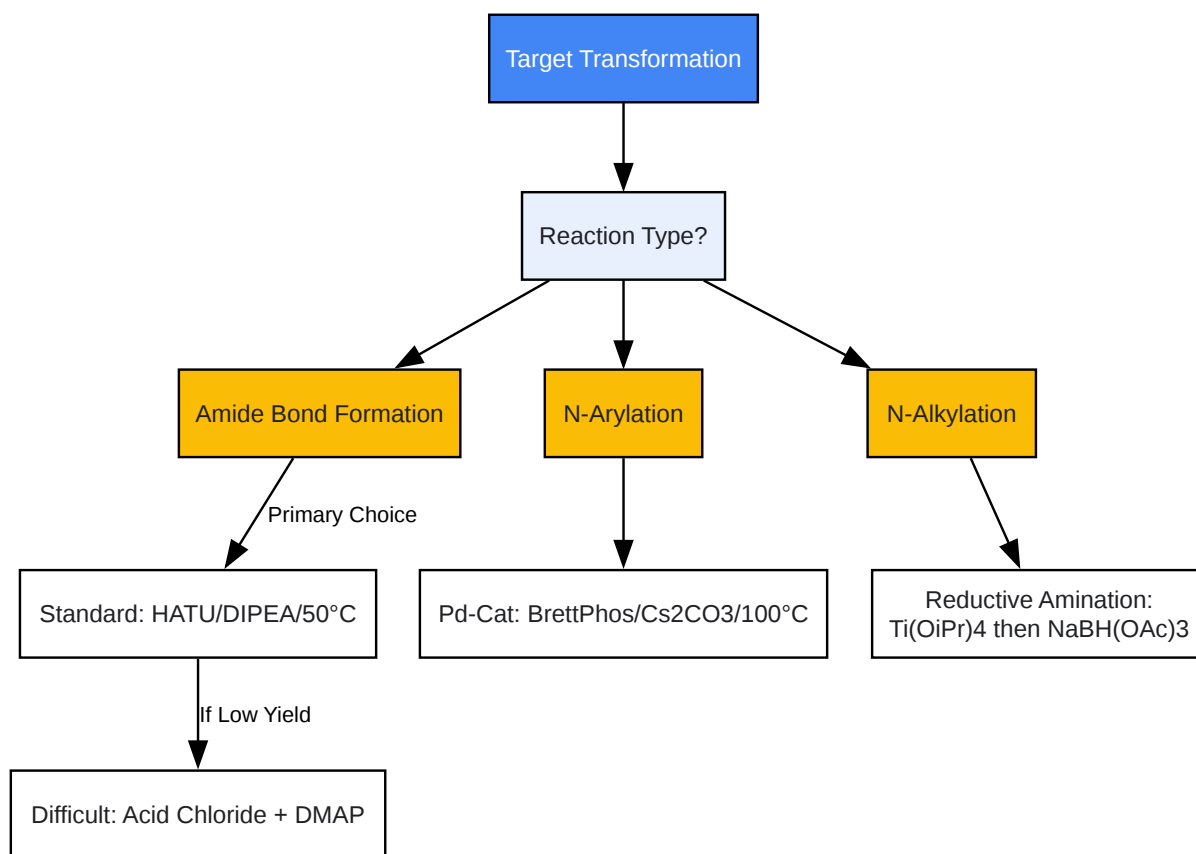 Target Transformation
Reaction Type?
Amide Bond Formation
N-Arylation
N-Alkylation
Primary Choice
Standard: HATU/DIPEA/50°C
Pd-Cat: BrettPhos/Cs2CO3/100°C
Reductive Amination:
Ti(OiPr)4 then NaBH(OAc)3
If Low Yield
Difficult: Acid Chloride + DMAP